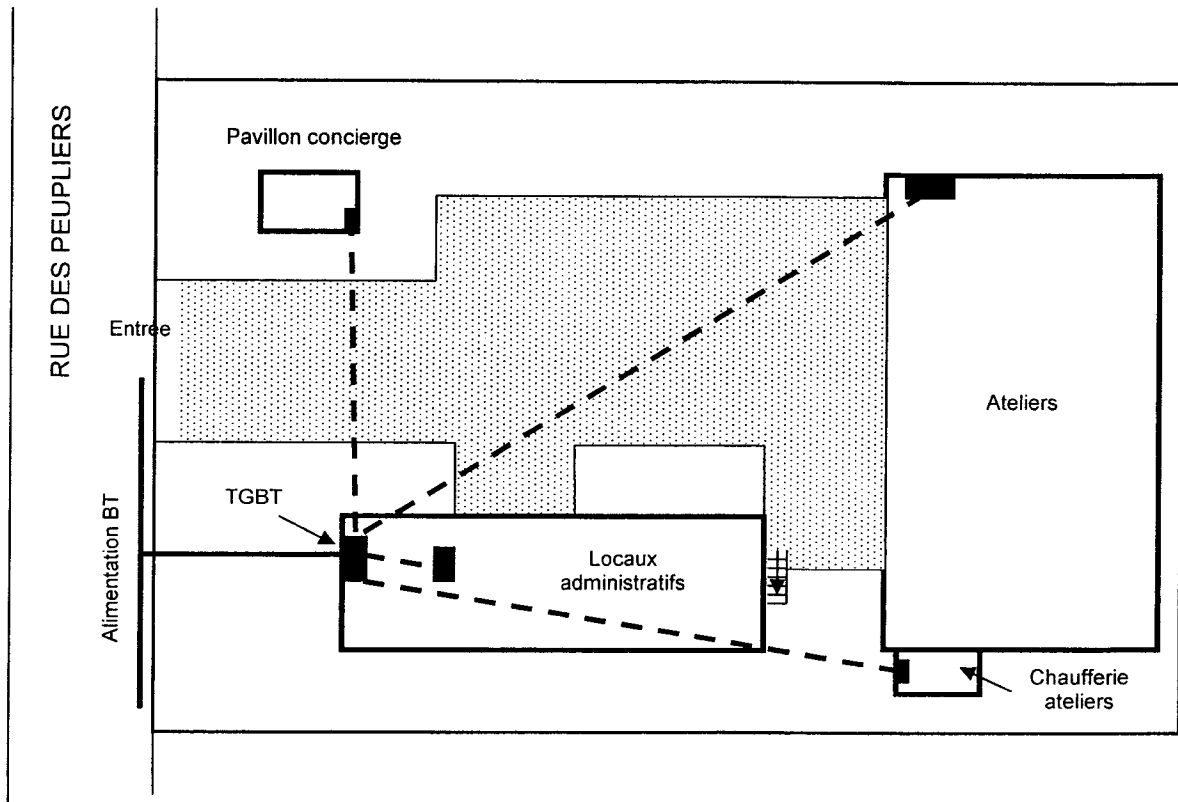 RUE DES PEUPLIERS
Pavillon concierge
Entrée
Ateliers
TGBT
Alimentation BT
Locaux
administratifs
Chaufferie
ateliers